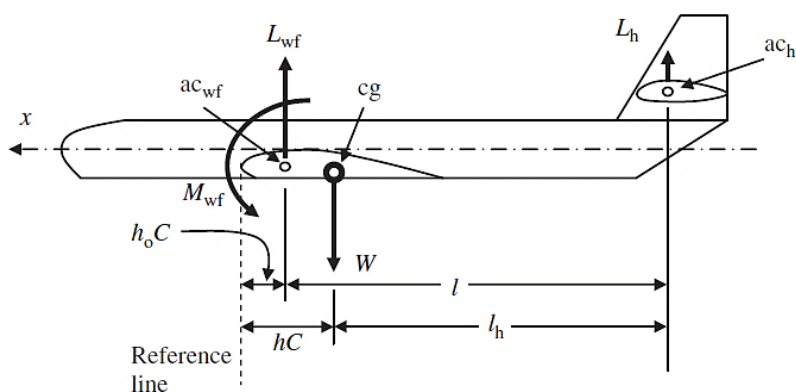 L_h
L_wf
ac_h
ac_wf
cg
x
M_wf
h_oC
W
l
l_h
hC
Reference
line